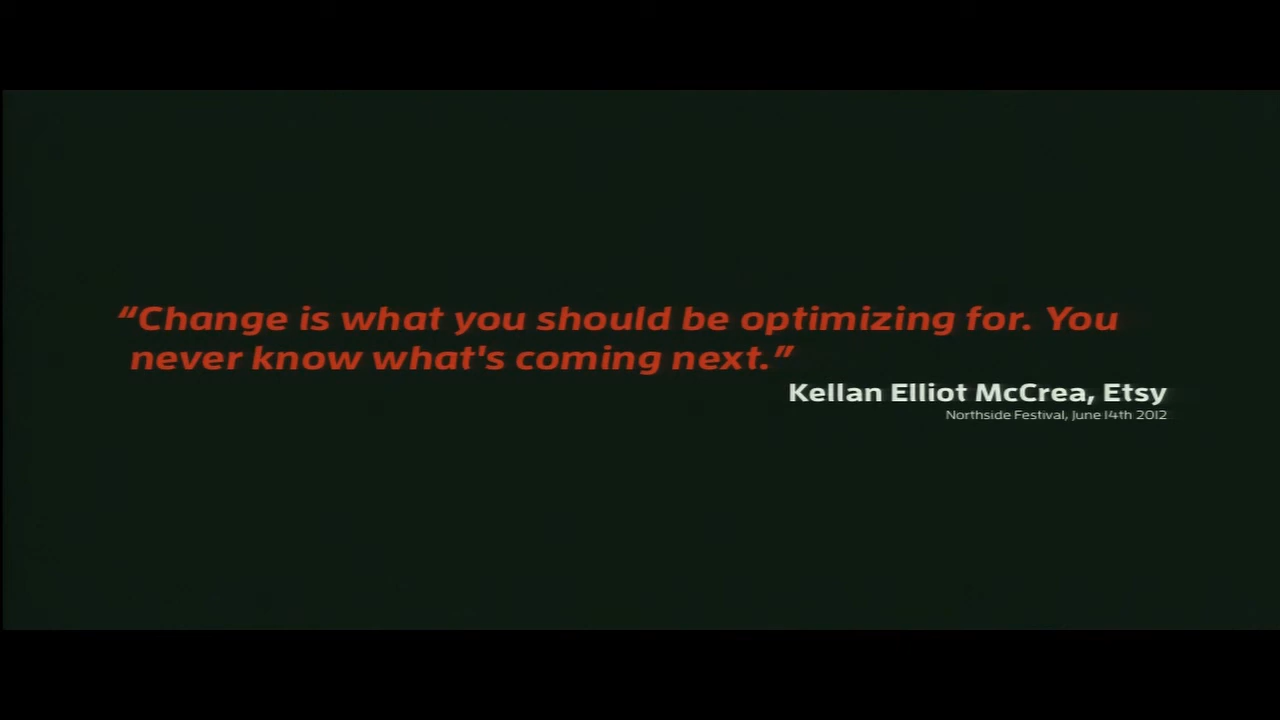 “Change is what you should be optimizing for. You
never know what's coming next.”
Kellan Elliot McCrea, Etsy
Northside Festival, June 14th 2012